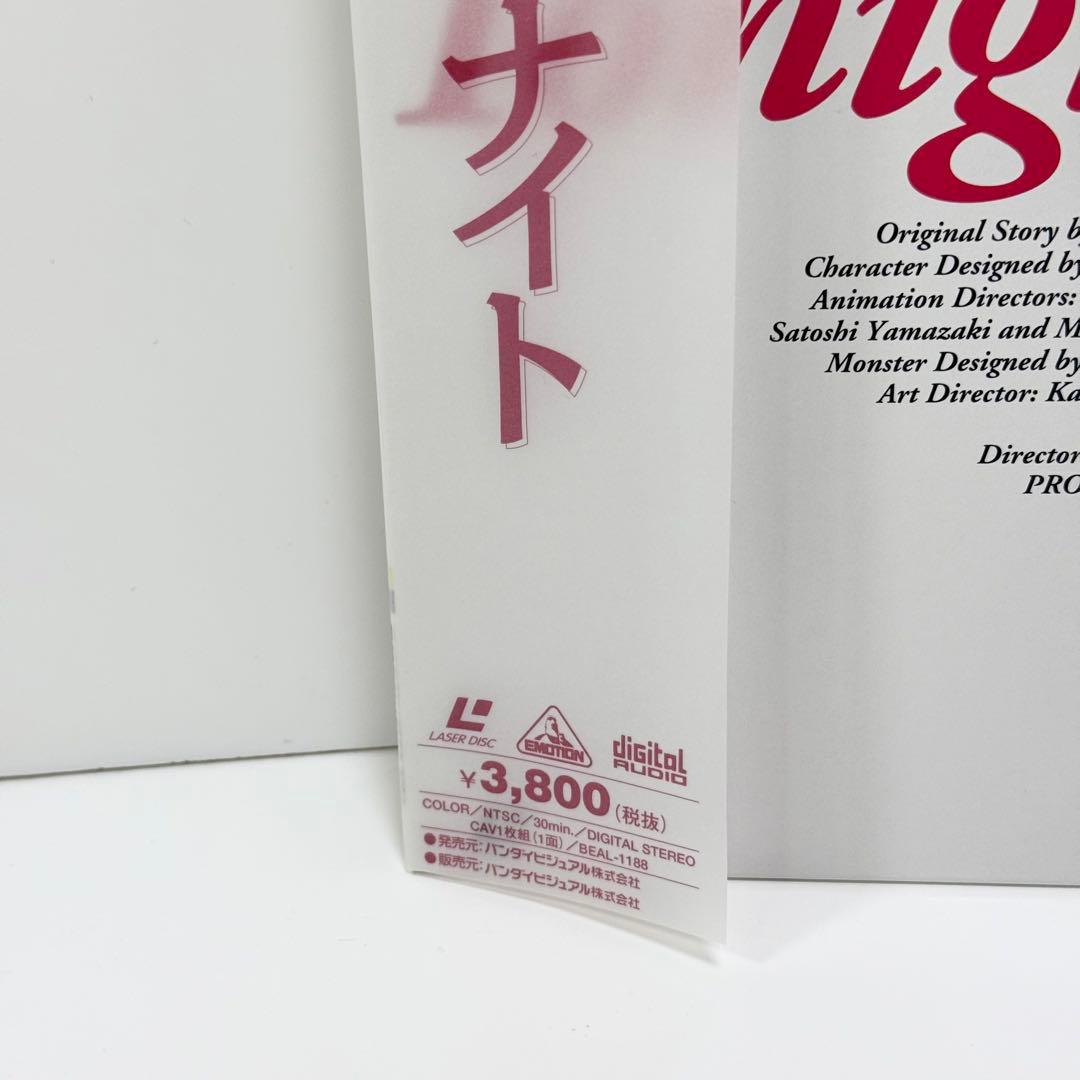 ナイト
LASER DISC
EMOTION
digital AUDIO
¥3,800(税抜)
COLOR/NTSC/30min./DIGITAL STEREO
CAV1枚組(1面)/BEAL-1188
●発売元:バンダイビジュアル株式会社
●販売元:バンダイビジュアル株式会社
nig
Original Story b
Character Designed by
Animation Directors:
Satoshi Yamazaki and M
Monster Designed by
Art Director: Ka
Director
PRO